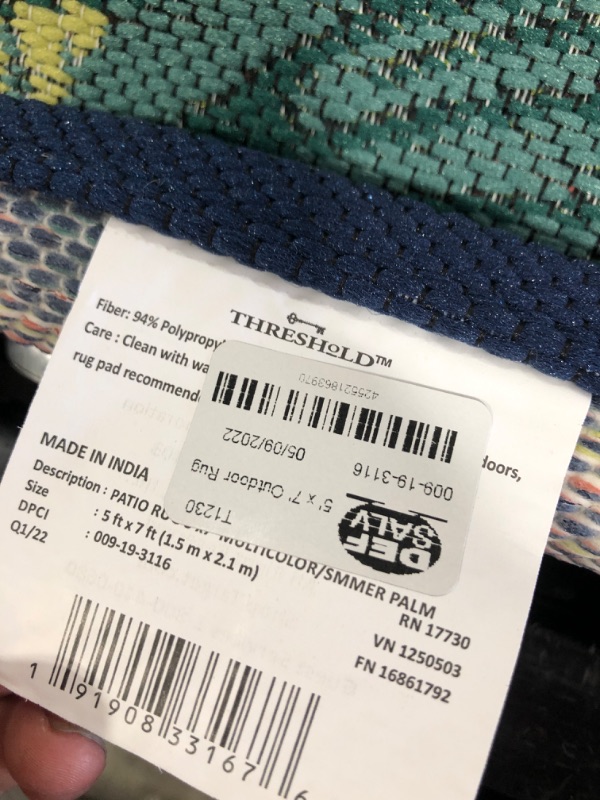 THRESHOLD™
Fiber: 94% Polypropy
Care : Clean with wa
rug pad recommend
doors,
MADE IN INDIA
Description : PATIO RU MULTICOLOR/SMMER PALM
Size : 5 ft x 7 ft (1.5 m x 2.1 m)
DPCI : 009-19-3116
Q1/22
RN 17730
VN 1250503
FN 16861792
1 91908 33167 6
DEF
SALV
T1230
5' x 7' Outdoor Rug
009-19-3116
05/09/2022
425521863970